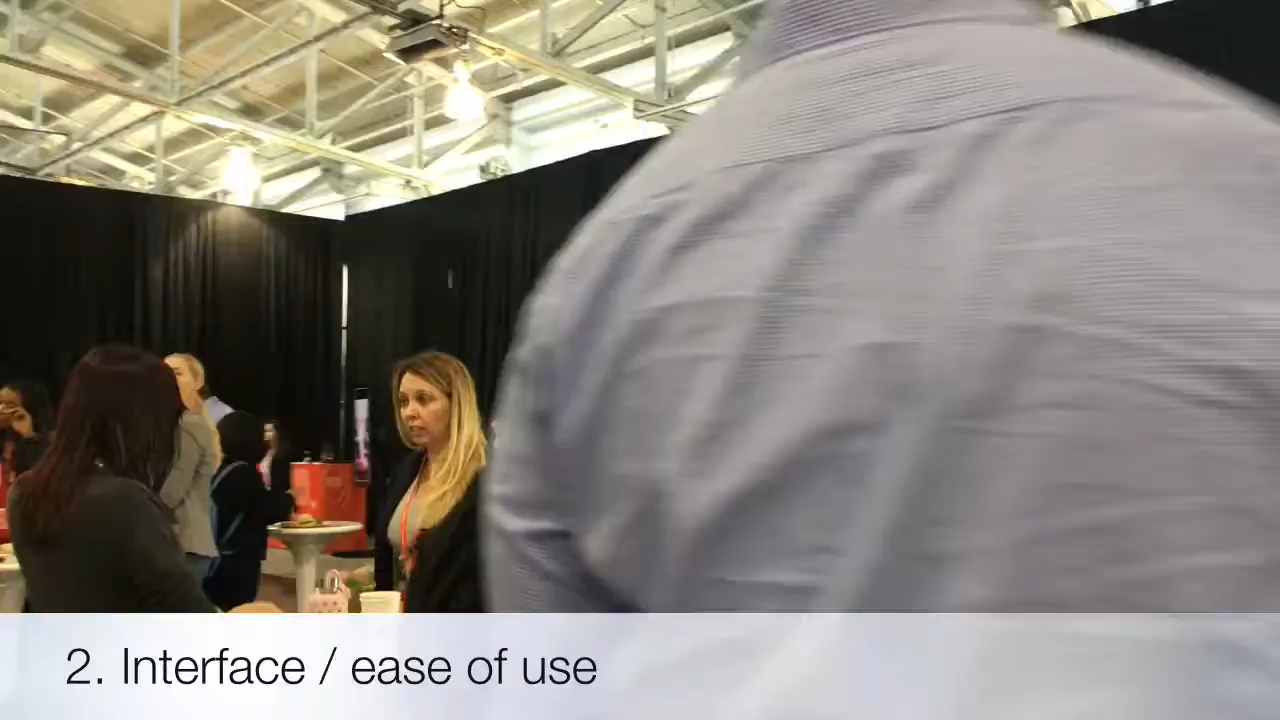 2. Interface / ease of use